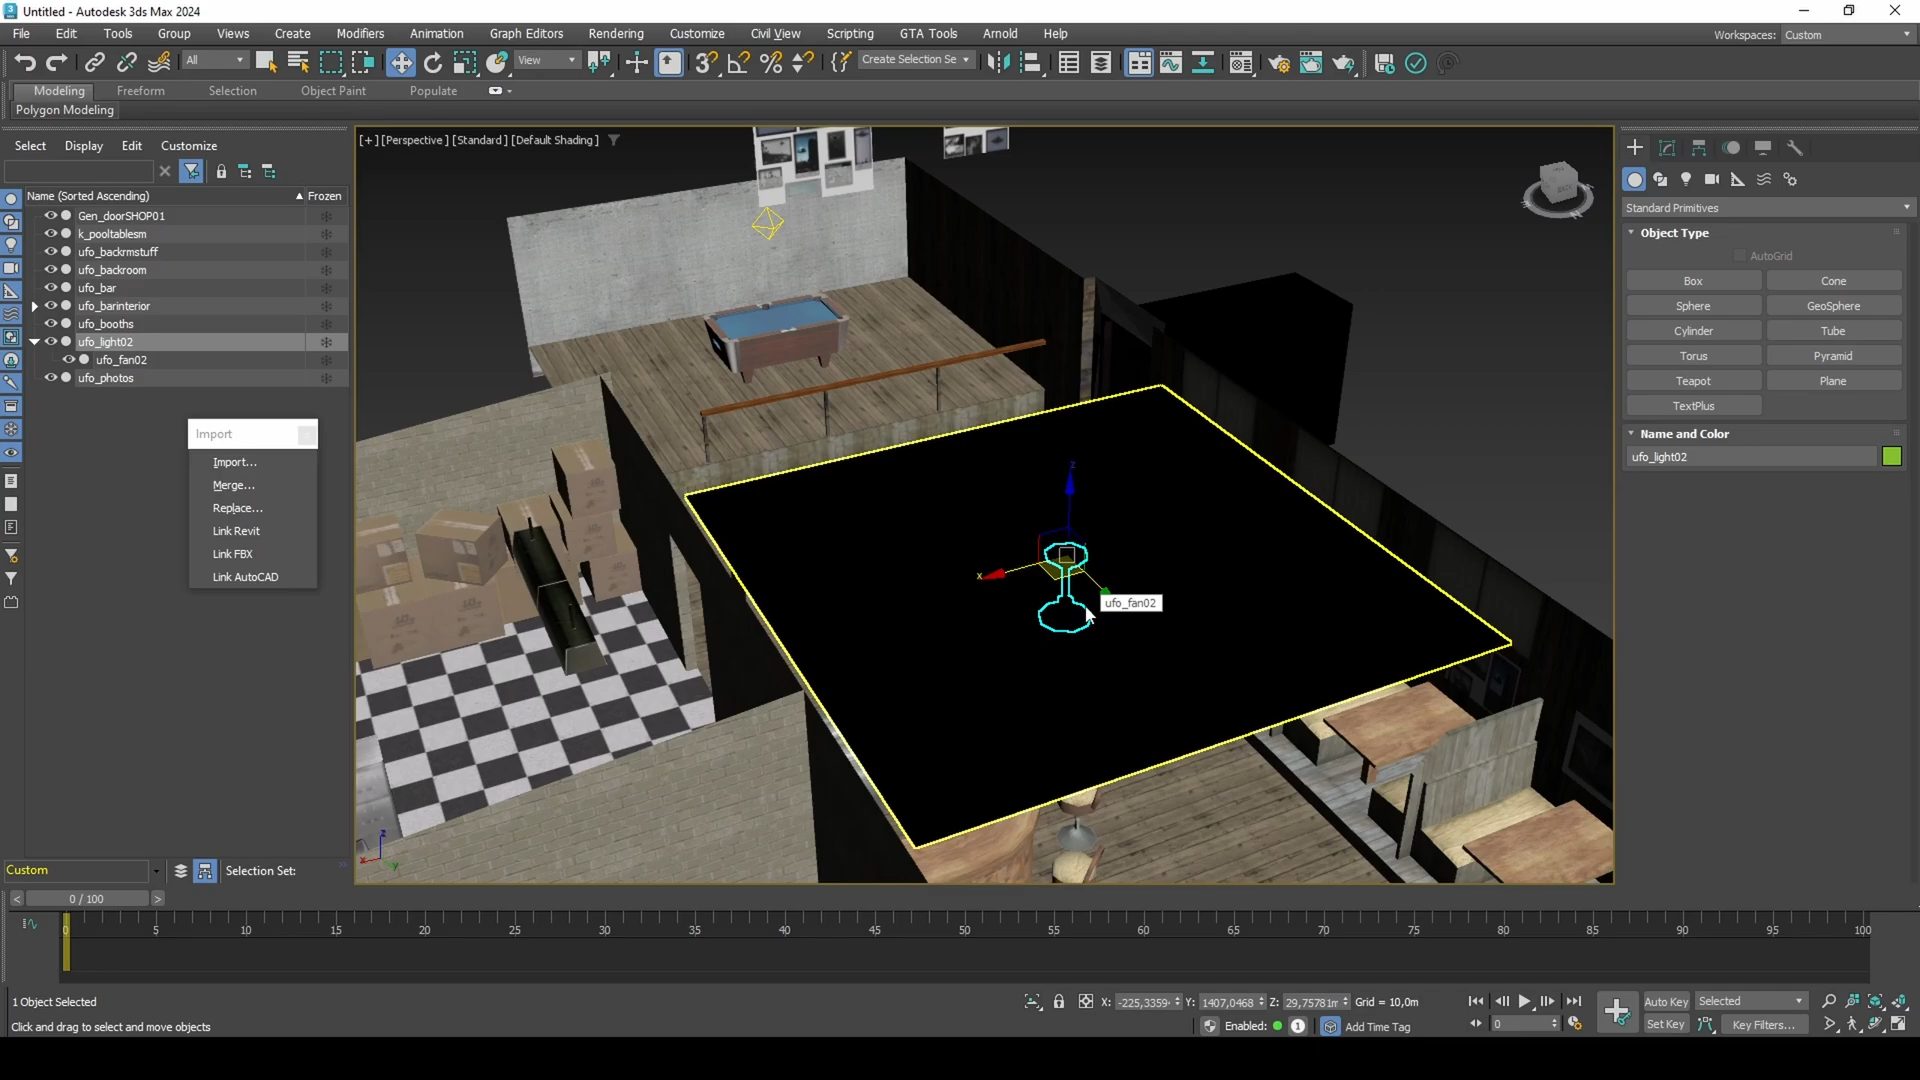 Untitled - Autodesk 3ds Max 2024
File Edit Tools Group Views Create Modifiers Animation Graph Editors Rendering Customize Civil View Scripting GTA Tools Arnold Help
Workspaces: Custom
All View Create Selection Se
Modeling Freeform Selection Object Paint Populate
Polygon Modeling
Select Display Edit Customize
Name (Sorted Ascending) Frozen
Gen_doorSHOP01
k_pooltablesm
ufo_backrmstuff
ufo_backroom
ufo_bar
ufo_barinterior
ufo_booths
ufo_light02
ufo_fan02
ufo_photos
Import
Import...
Merge...
Replace...
Link Revit
Link FBX
Link AutoCAD
[+] [Perspective] [Standard] [Default Shading]
z
x
ufo_fan02
z
x
y
Standard Primitives
Object Type
AutoGrid
Box Cone
Sphere GeoSphere
Cylinder Tube
Torus Pyramid
Teapot Plane
TextPlus
Name and Color
ufo_light02
Custom Selection Set:
< 0 / 100 >
0 5 10 15 20 25 30 35 40 45 50 55 60 65 70 75 80 85 90 95 100
1 Object Selected
X: -225,3359 Y: 1407,0468 Z: 29,75781m Grid = 10,0m
Auto Key Selected
Click and drag to select and move objects
Enabled: 1 Add Time Tag
0
Set Key Key Filters...